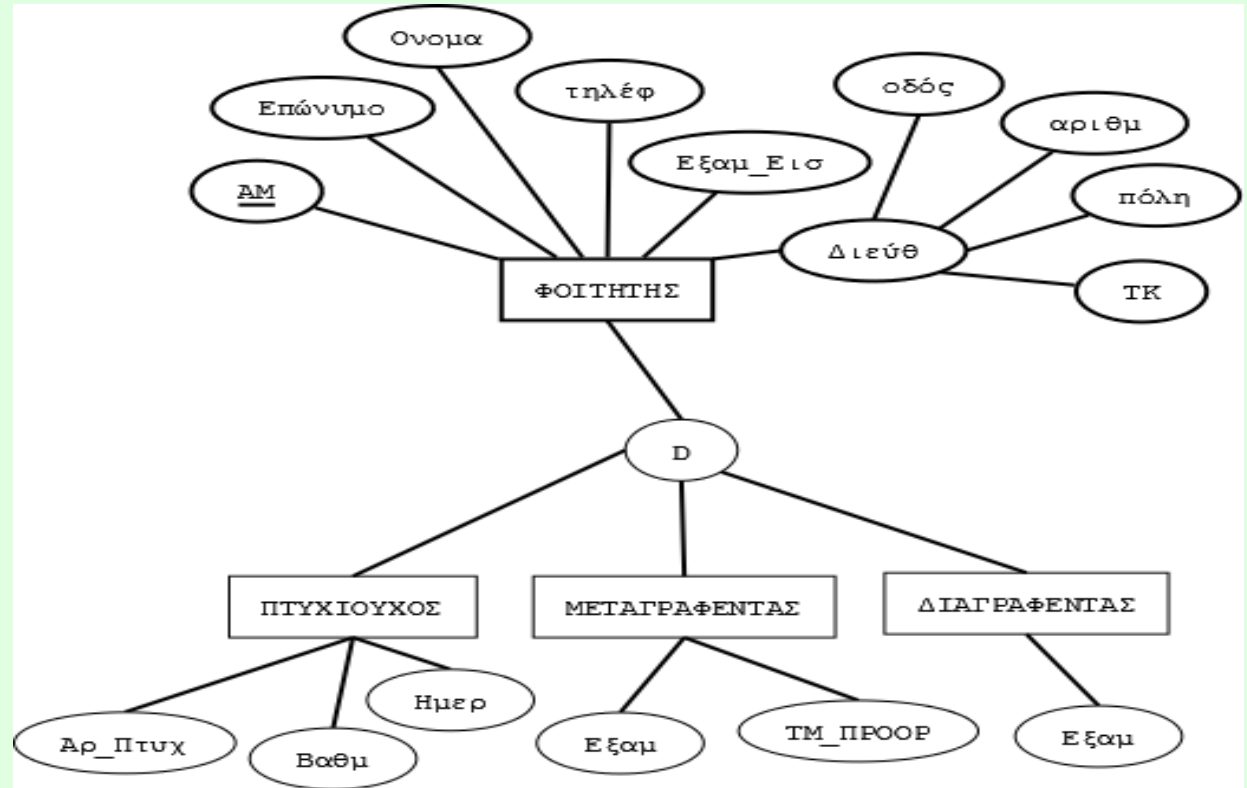 Ονομα
τηλέφ
οδός
Επώνυμο
αριθμ
Εξαμ_Εισ
ΑΜ
πόλη
Διεύθ
ΦΟΙΤΗΤΗΣ
ΤΚ
D
ΠΤΥΧΙΟΥΧΟΣ
ΜΕΤΑΓΡΑΦΕΝΤΑΣ
ΔΙΑΓΡΑΦΕΝΤΑΣ
Ημερ
Αρ_Πτυχ
Βαθμ
Εξαμ
ΤΜ_ΠΡΟΟΡ
Εξαμ